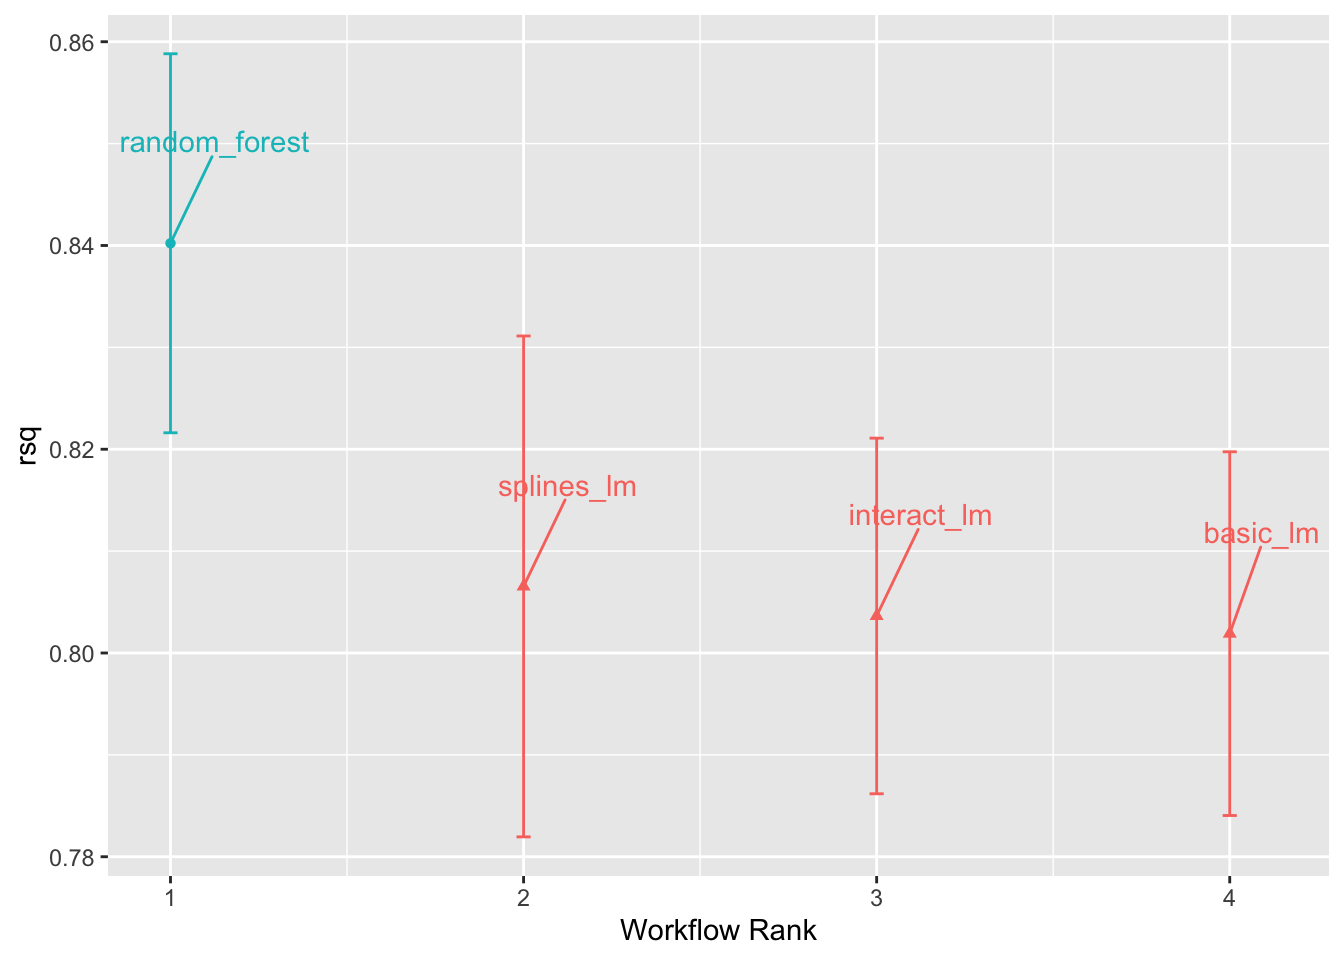 0.86
random_forest
0.84
0.82
splines_lm
interact_lm
basic_lm
0.80
0.78
rsq
1 2 3 4
Workflow Rank